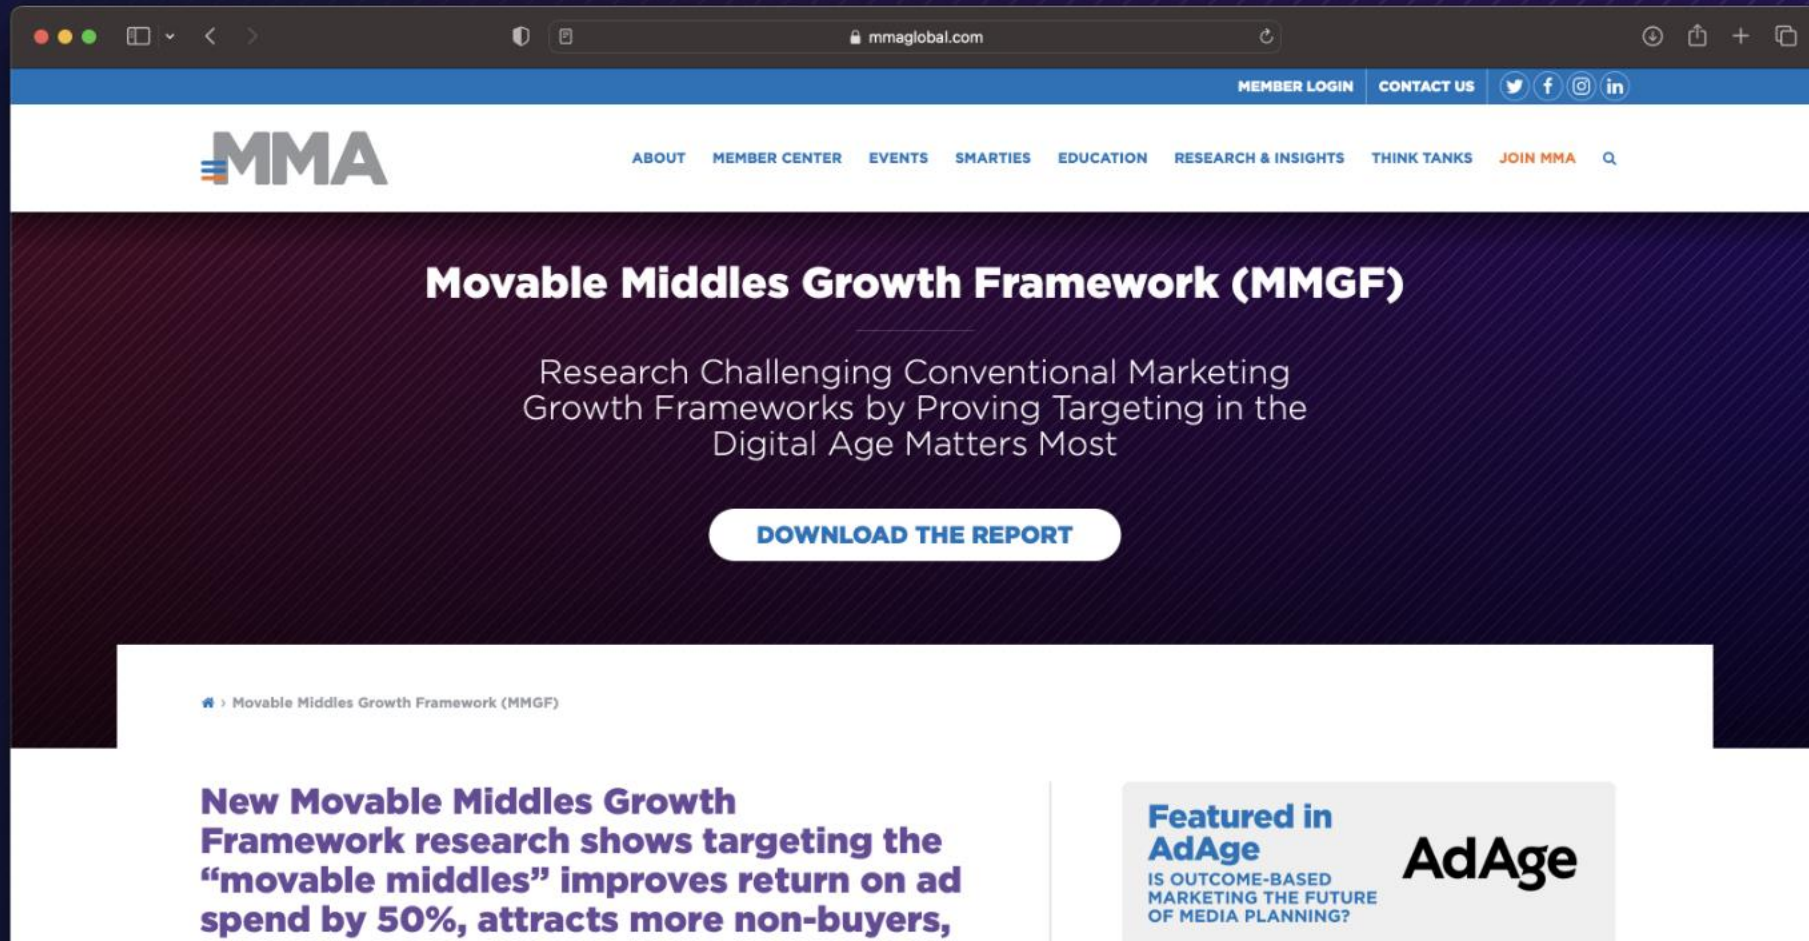 mmaglobal.com
MEMBER LOGIN CONTACT US
MMA
ABOUT MEMBER CENTER EVENTS SMARTIES EDUCATION RESEARCH & INSIGHTS THINK TANKS JOIN MMA
Movable Middles Growth Framework (MMGF)
Research Challenging Conventional Marketing
Growth Frameworks by Proving Targeting in the
Digital Age Matters Most
DOWNLOAD THE REPORT
› Movable Middles Growth Framework (MMGF)
New Movable Middles Growth
Framework research shows targeting the
“movable middles” improves return on ad
spend by 50%, attracts more non-buyers,
Featured in
AdAge
IS OUTCOME-BASED
MARKETING THE FUTURE
OF MEDIA PLANNING?
AdAge